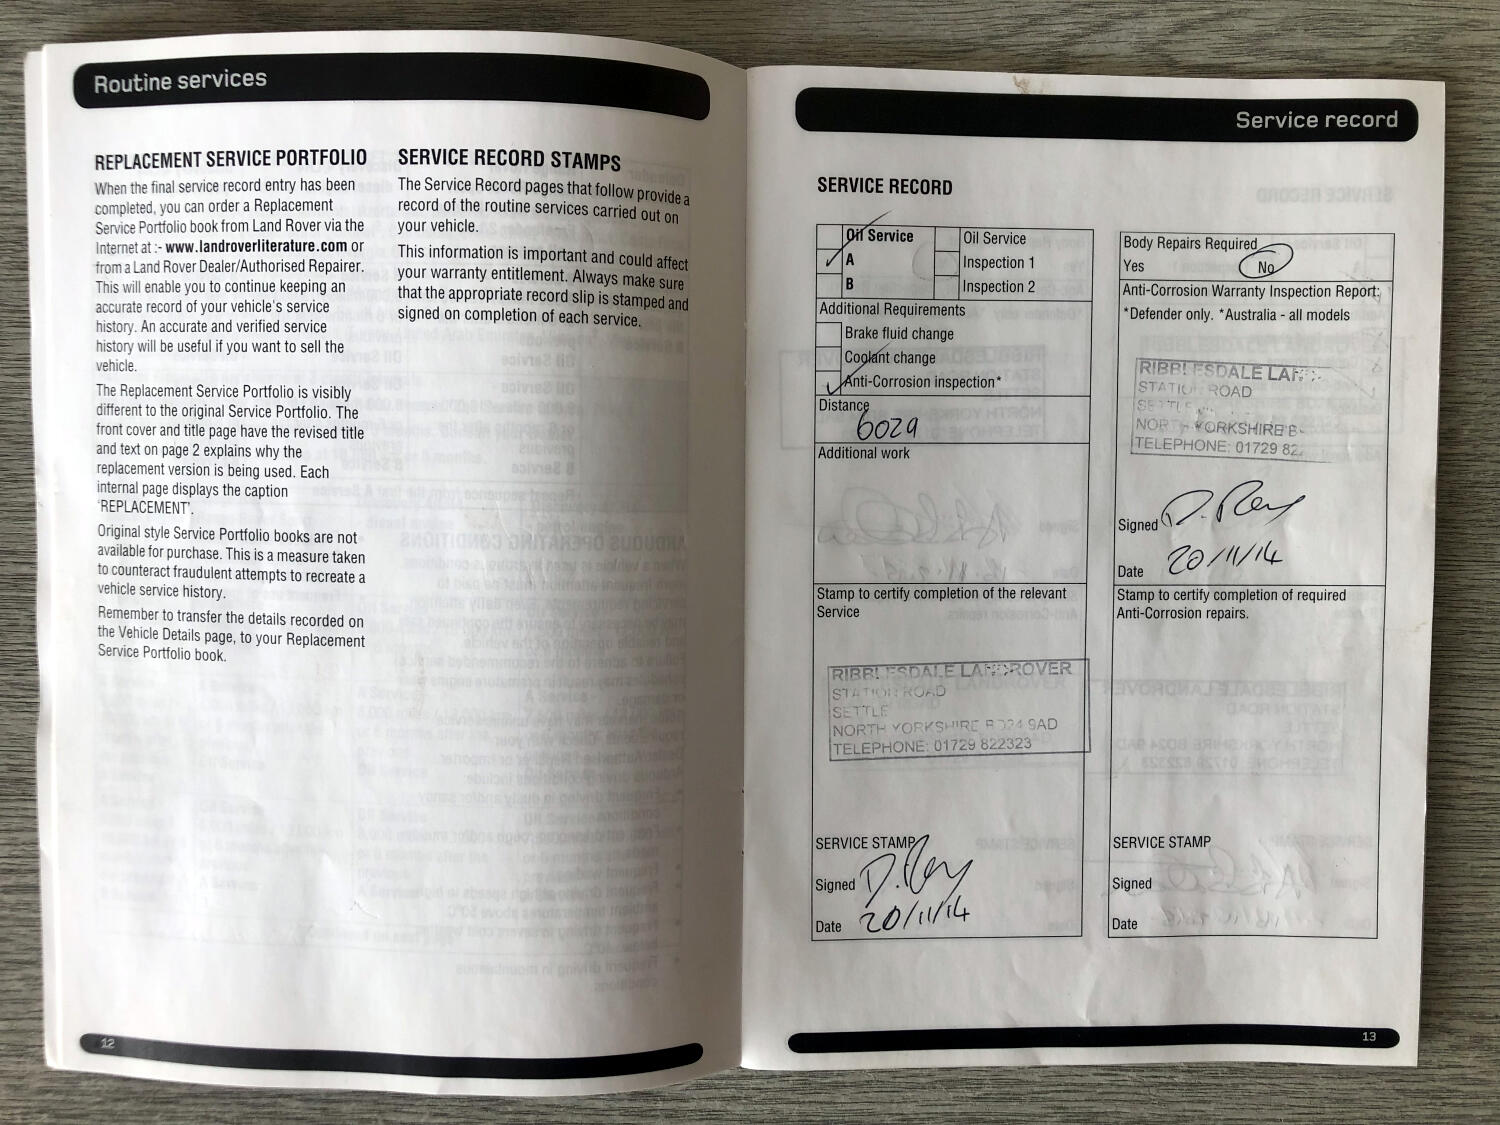 Routine services
REPLACEMENT SERVICE PORTFOLIO
When the final service record entry has been
completed, you can order a Replacement
Service Portfolio book from Land Rover via the
Internet at :- www.landroverliterature.com or
from a Land Rover Dealer/Authorised Repairer.
This will enable you to continue keeping an
accurate record of your vehicle's service
history. An accurate and verified service
history will be useful if you want to sell the
vehicle.
The Replacement Service Portfolio is visibly
different to the original Service Portfolio. The
front cover and title page have the revised title
and text on page 2 explains why the
replacement version is being used. Each
internal page displays the caption
'REPLACEMENT'.
Original style Service Portfolio books are not
available for purchase. This is a measure taken
to counteract fraudulent attempts to recreate a
vehicle service history.
Remember to transfer the details recorded on
the Vehicle Details page, to your Replacement
Service Portfolio book.
SERVICE RECORD STAMPS
The Service Record pages that follow provide a
record of the routine services carried out on
your vehicle.
This information is important and could affect
your warranty entitlement. Always make sure
that the appropriate record slip is stamped and
signed on completion of each service.
12
Service record
SERVICE RECORD
Oil Service
A
B
Oil Service
Inspection 1
Inspection 2
Additional Requirements
Brake fluid change
Coolant change
Anti-Corrosion inspection*
Distance
6029
Additional work
Stamp to certify completion of the relevant
Service
RIBBLESDALE LANDROVER
STATION ROAD
SETTLE
NORTH YORKSHIRE BD24 9AD
TELEPHONE: 01729 822323
SERVICE STAMP
Signed
Date 20/11/14
Body Repairs Required
Yes No
Anti-Corrosion Warranty Inspection Report:
*Defender only. *Australia - all models
RIBBLESDALE LAN
STATION ROAD
SETTLE
NORTH YORKSHIRE B
TELEPHONE: 01729 82
Signed
Date 20/11/14
Stamp to certify completion of required
Anti-Corrosion repairs.
SERVICE STAMP
Signed
Date
13